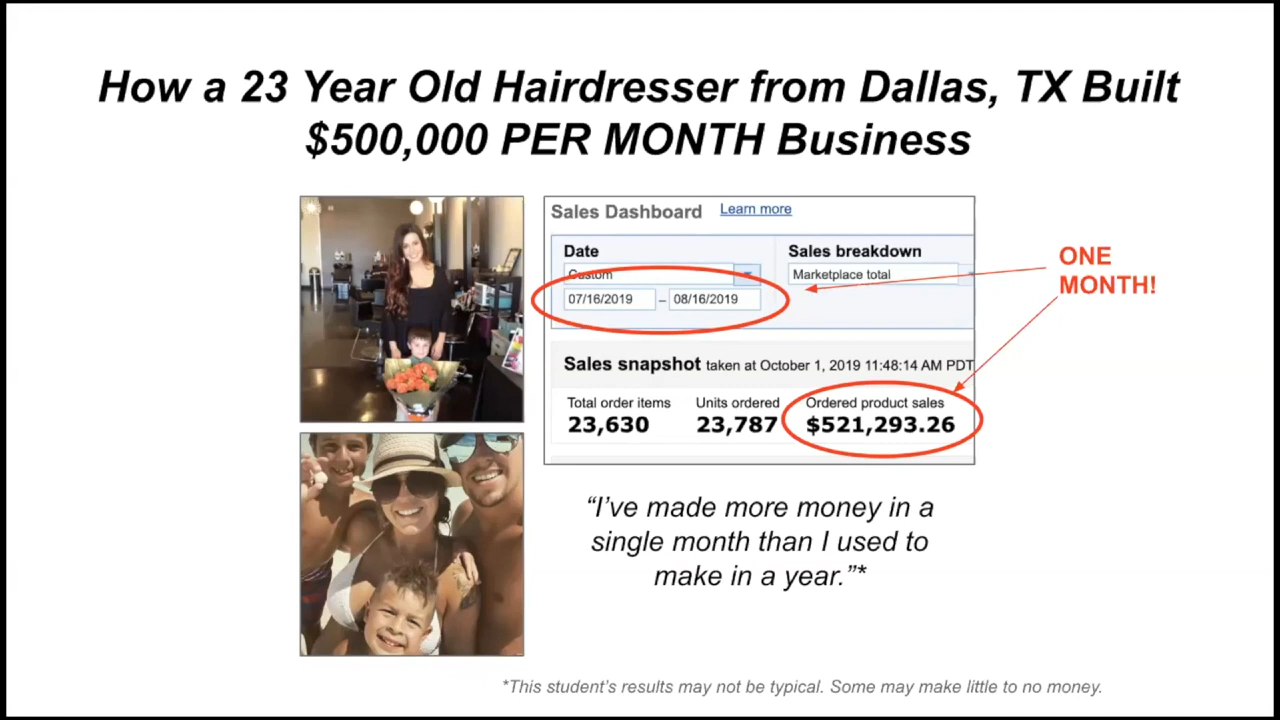 How a 23 Year Old Hairdresser from Dallas, TX Built
$500,000 PER MONTH Business
Sales Dashboard Learn more
Date Sales breakdown
Custom Marketplace total
07/16/2019 – 08/16/2019
ONE
MONTH!
Sales snapshot taken at October 1, 2019 11:48:14 AM PDT
Total order items Units ordered Ordered product sales
23,630 23,787 $521,293.26
“I’ve made more money in a
single month than I used to
make in a year.”*
*This student’s results may not be typical. Some may make little to no money.